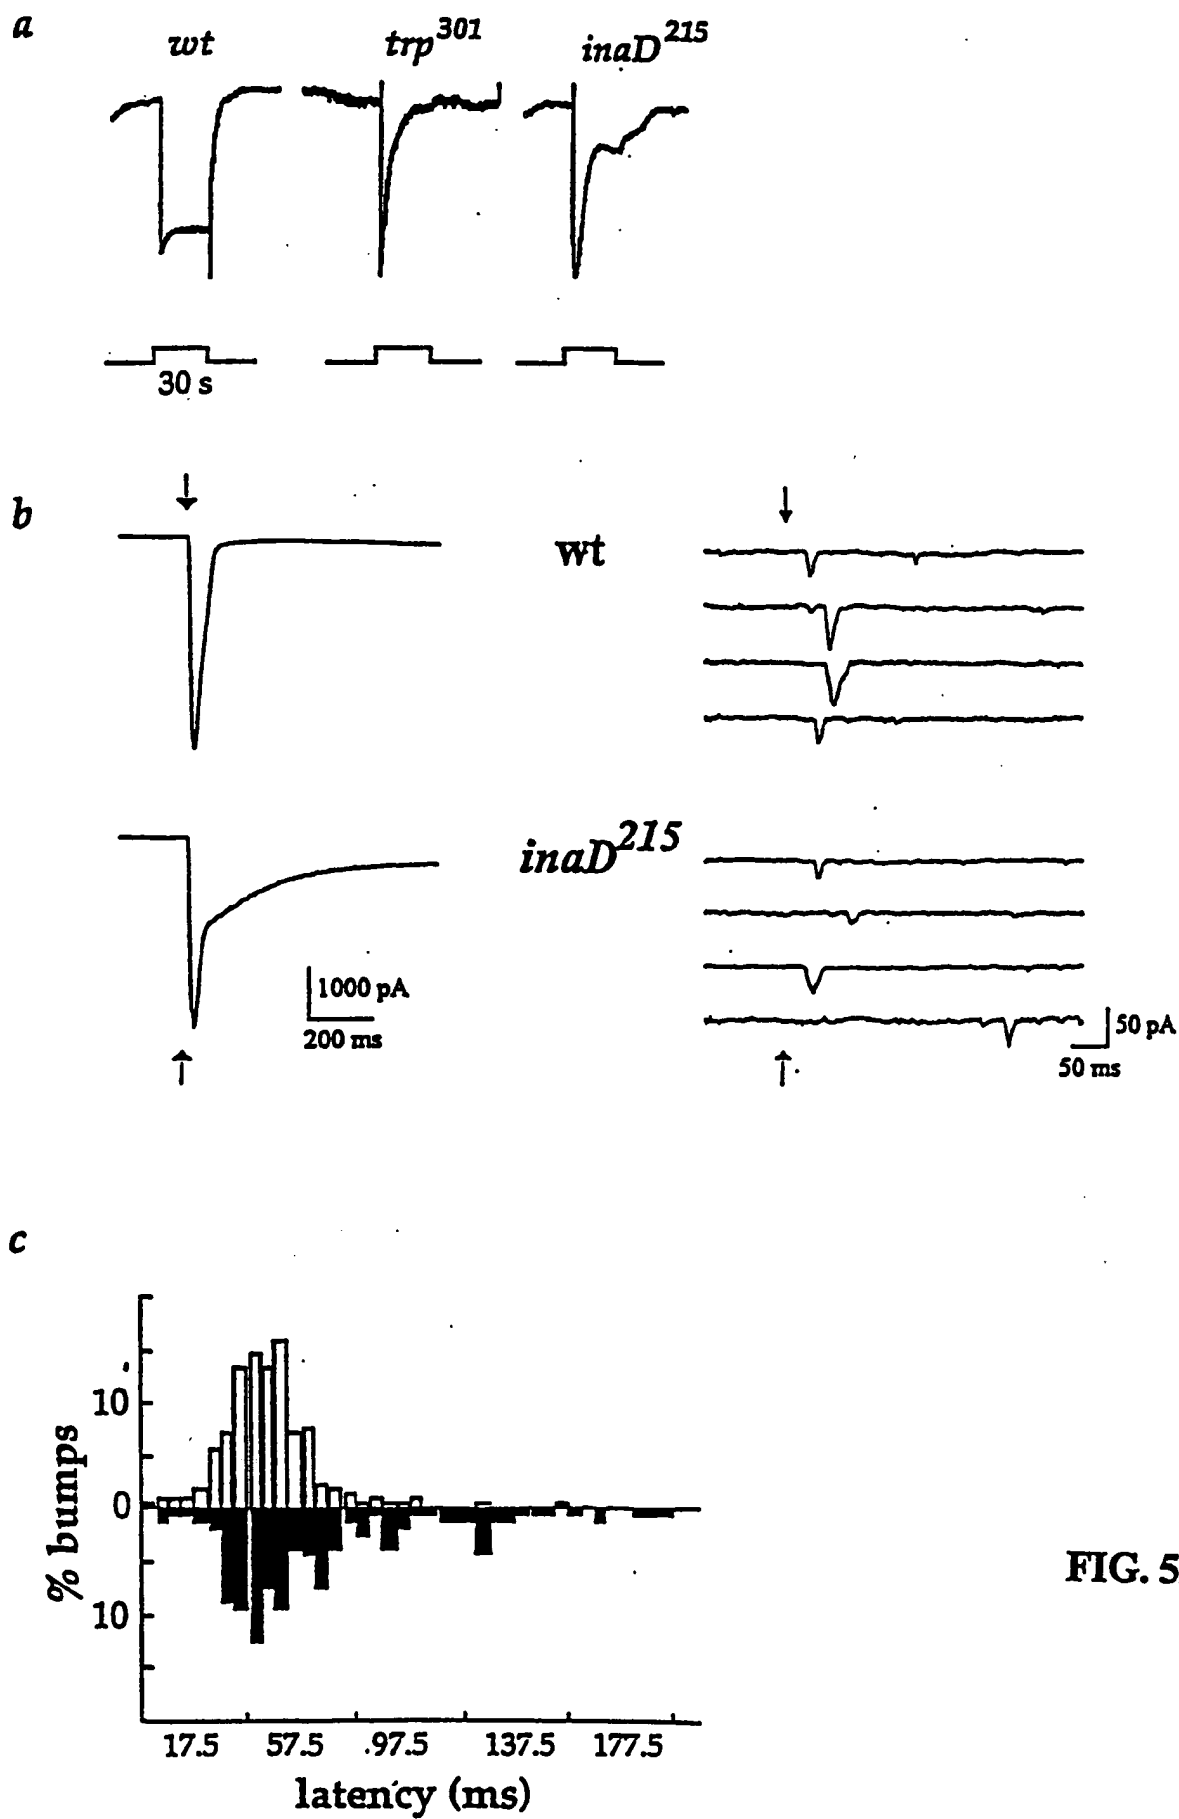 a
wt trp301 inaD215
30 s
b
wt
inaD215
1000 pA
200 ms
50 pA
50 ms
c
% bumps
10
0
10
17.5 57.5 97.5 137.5 177.5
latency (ms)
FIG. 5